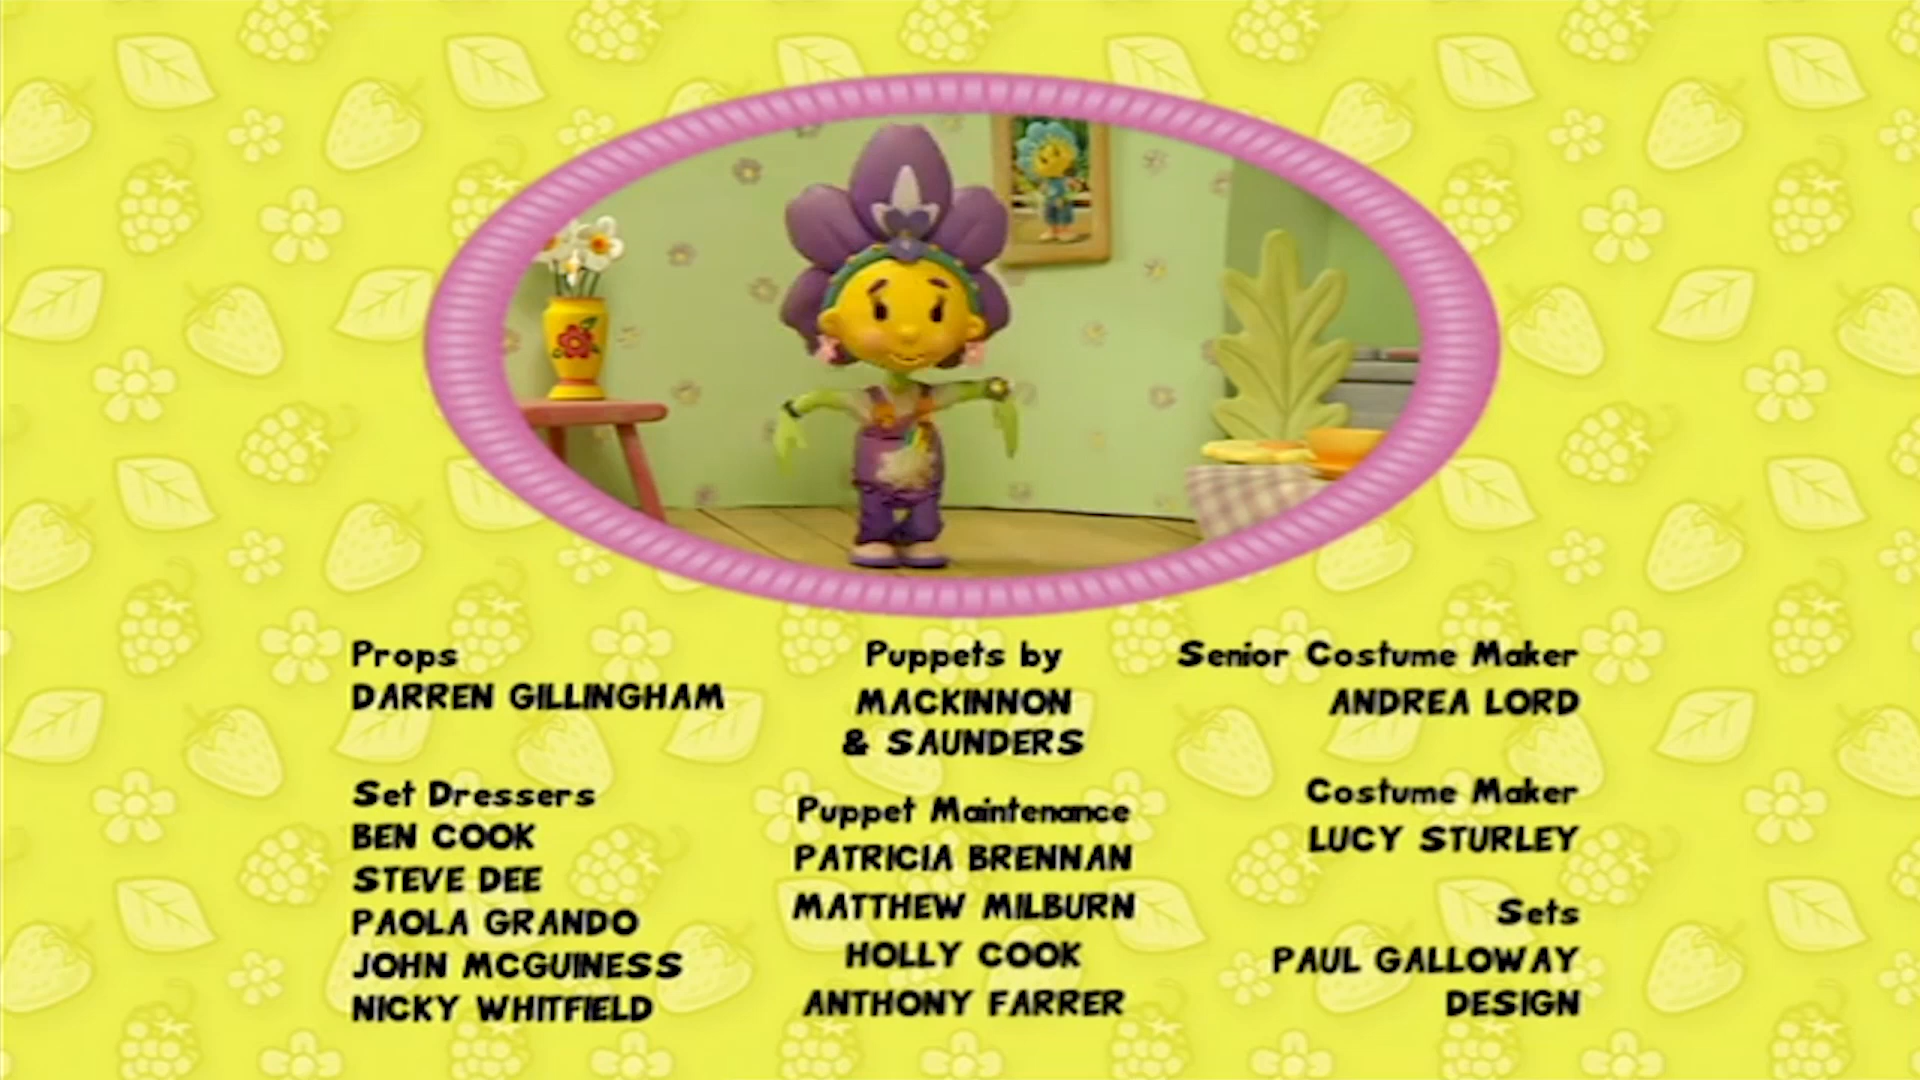 Props
DARREN GILLINGHAM
Set Dressers
BEN COOK
STEVE DEE
PAOLA GRANDO
JOHN MCGUINESS
NICKY WHITFIELD
Puppets by
MACKINNON
& SAUNDERS
Puppet Maintenance
PATRICIA BRENNAN
MATTHEW MILBURN
HOLLY COOK
ANTHONY FARRER
Senior Costume Maker
ANDREA LORD
Costume Maker
LUCY STURLEY
Sets
PAUL GALLOWAY
DESIGN